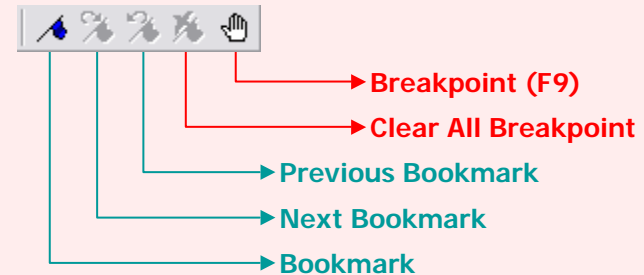 Breakpoint (F9)
Clear All Breakpoint
Previous Bookmark
Next Bookmark
Bookmark